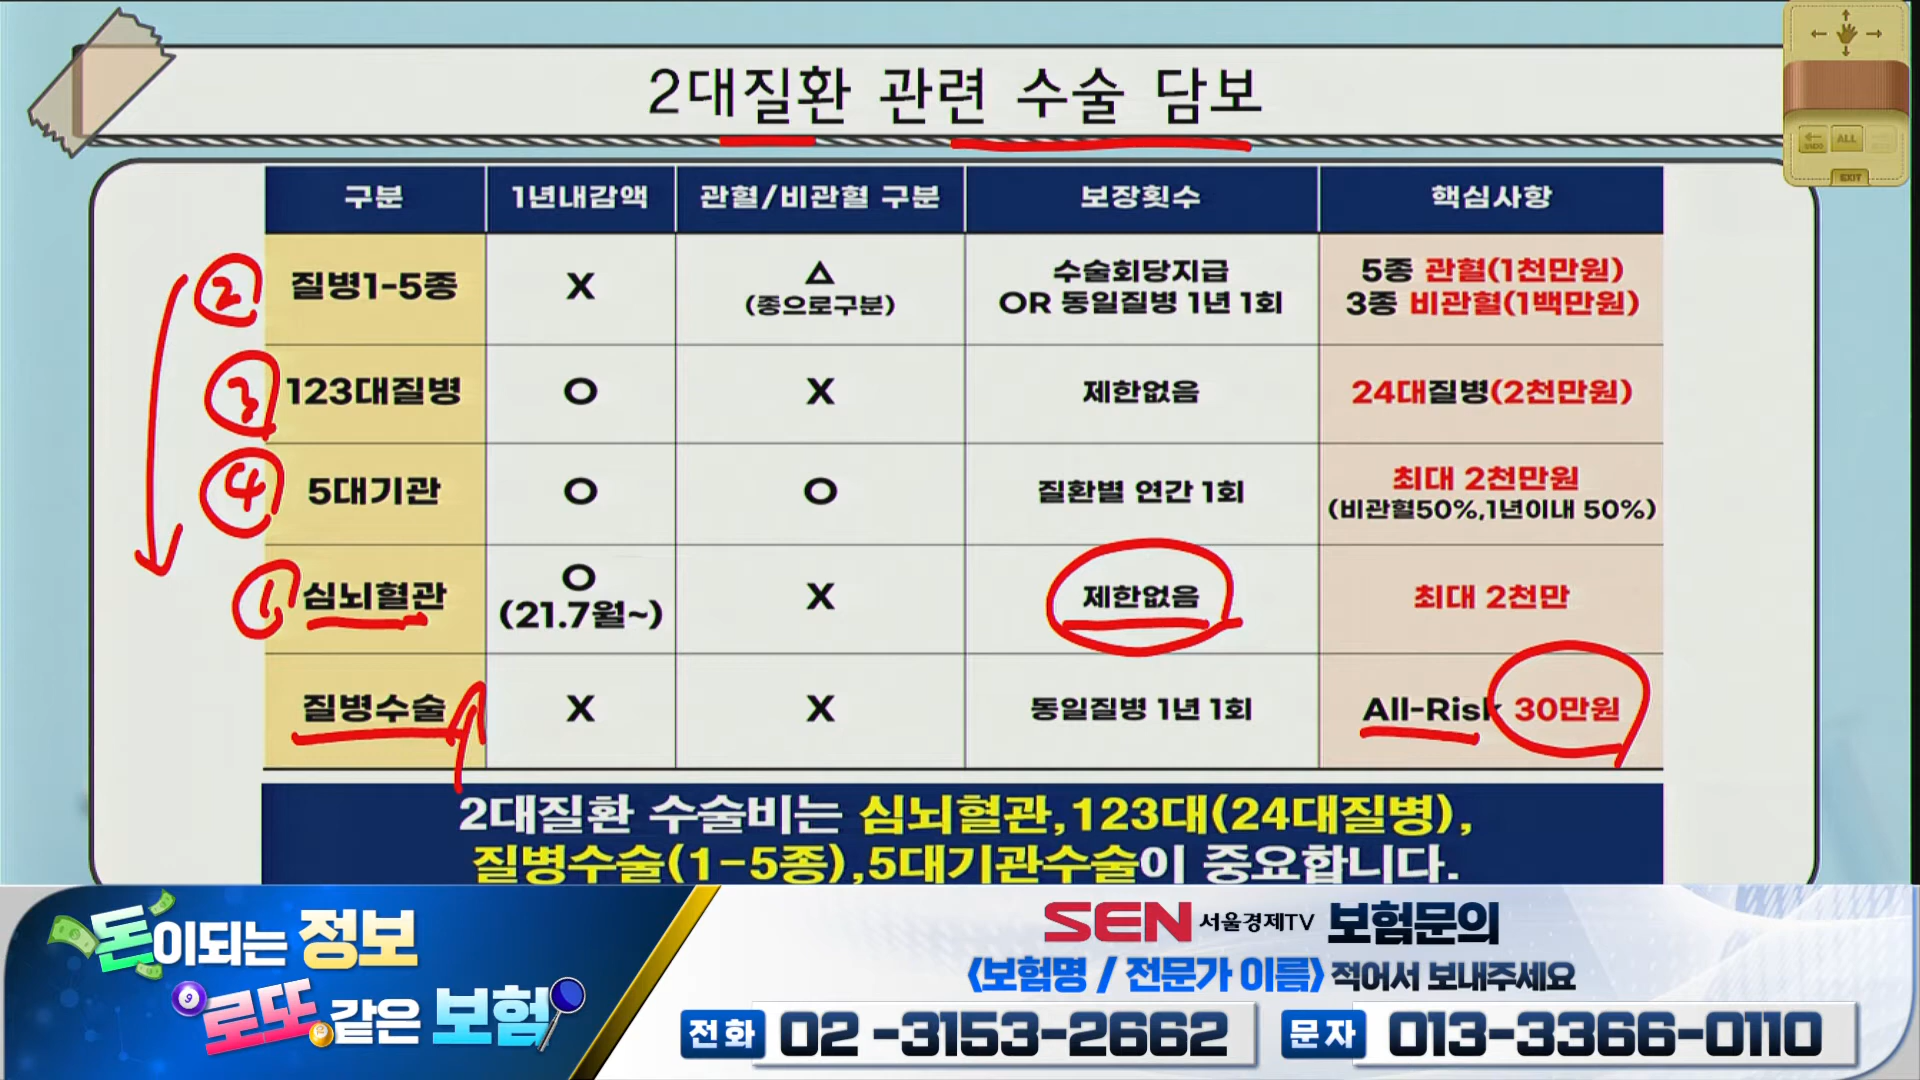 2대질환 관련 수술 담보
구분 1년내감액 관혈/비관혈 구분 보장횟수 핵심사항
② 질병1-5종 X △ (종으로구분) 수술회당지급 OR 동일질병 1년 1회 5종 관혈(1천만원) 3종 비관혈(1백만원)
③ 123대질병 O X 제한없음 24대질병(2천만원)
④ 5대기관 O O 질환별 연간 1회 최대 2천만원 (비관혈50%,1년이내 50%)
① 심뇌혈관 O (21.7월~) X 제한없음 최대 2천만
질병수술 X X 동일질병 1년 1회 All-Risk 30만원
2대질환 수술비는 심뇌혈관,123대(24대질병),
질병수술(1-5종),5대기관수술이 중요합니다.
돈이되는 정보
로또같은 보험
SEN 서울경제TV 보험문의
<보험명 / 전문가 이름> 적어서 보내주세요
전화 02-3153-2662 문자 013-3366-0110
ALL
UNDO
EXIT